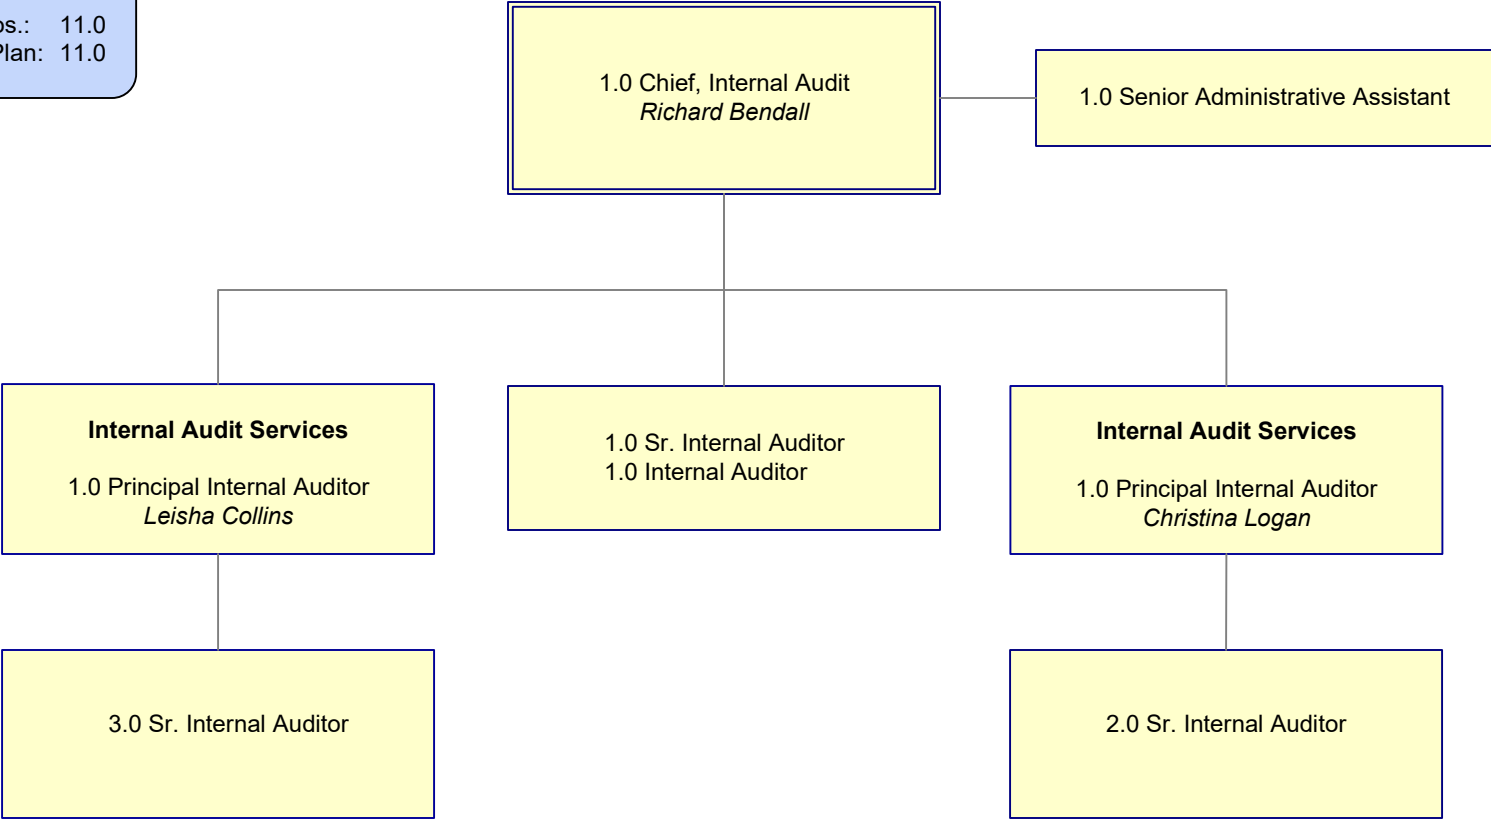 11.0
11.0
1.0 Chief, Internal Audit
Richard Bendall
1.0 Senior Administrative Assistant
Internal Audit Services
1.0 Principal Internal Auditor
Leisha Collins
1.0 Sr. Internal Auditor
1.0 Internal Auditor
Internal Audit Services
1.0 Principal Internal Auditor
Christina Logan
3.0 Sr. Internal Auditor
2.0 Sr. Internal Auditor